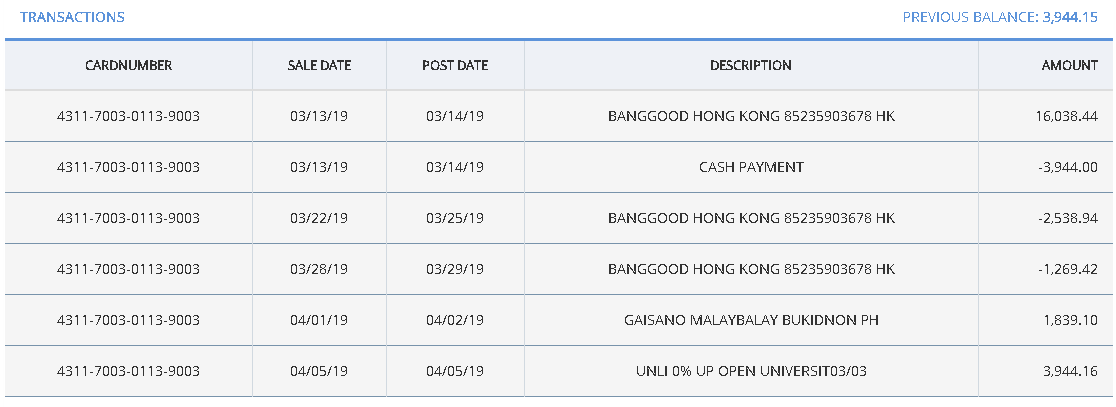 TRANSACTIONS PREVIOUS BALANCE: 3,944.15
CARDNUMBER SALE DATE POST DATE DESCRIPTION AMOUNT
4311-7003-0113-9003 03/13/19 03/14/19 BANGGOOD HONG KONG 85235903678 HK 16,038.44
4311-7003-0113-9003 03/13/19 03/14/19 CASH PAYMENT -3,944.00
4311-7003-0113-9003 03/22/19 03/25/19 BANGGOOD HONG KONG 85235903678 HK -2,538.94
4311-7003-0113-9003 03/28/19 03/29/19 BANGGOOD HONG KONG 85235903678 HK -1,269.42
4311-7003-0113-9003 04/01/19 04/02/19 GAISANO MALAYBALAY BUKIDNON PH 1,839.10
4311-7003-0113-9003 04/05/19 04/05/19 UNLI 0% UP OPEN UNIVERSIT03/03 3,944.16